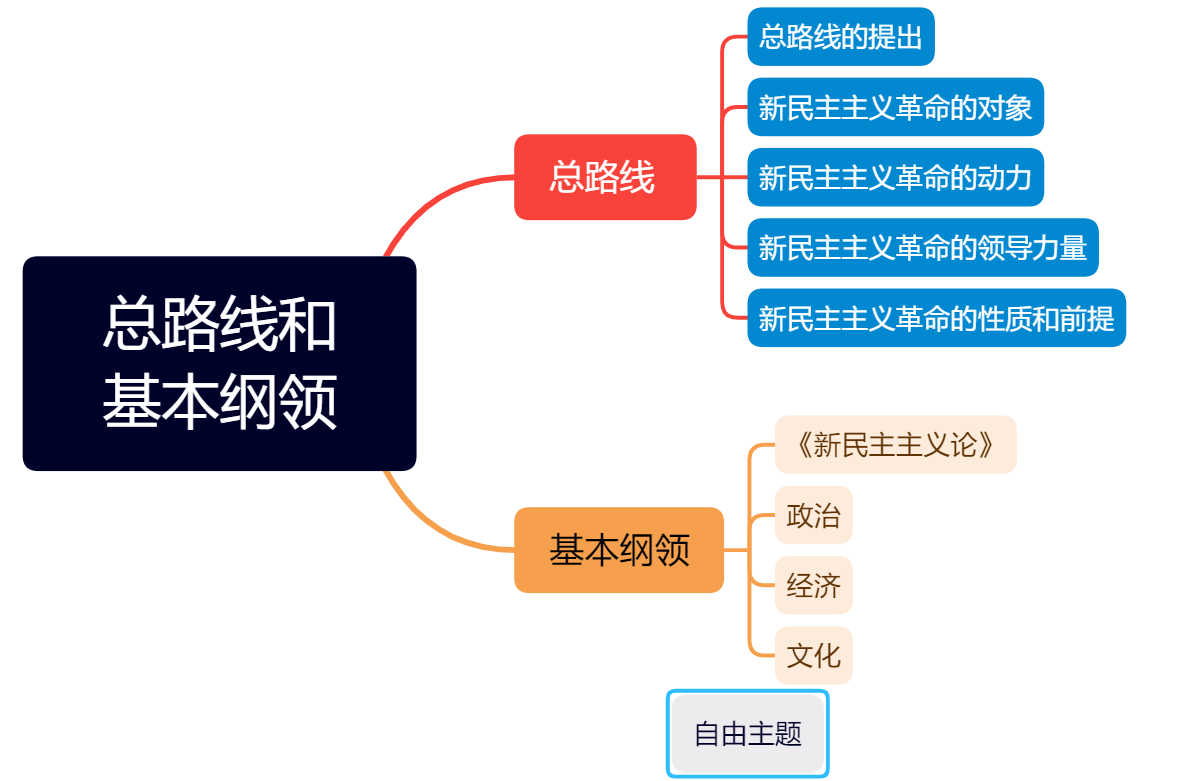 总路线和
基本纲领
总路线
总路线的提出
新民主主义革命的对象
新民主主义革命的动力
新民主主义革命的领导力量
新民主主义革命的性质和前提
基本纲领
《新民主主义论》
政治
经济
文化
自由主题